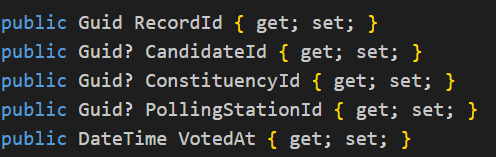 public Guid RecordId { get; set; }
public Guid? CandidateId { get; set; }
public Guid? ConstituencyId { get; set; }
public Guid? PollingStationId { get; set; }
public DateTime VotedAt { get; set; }